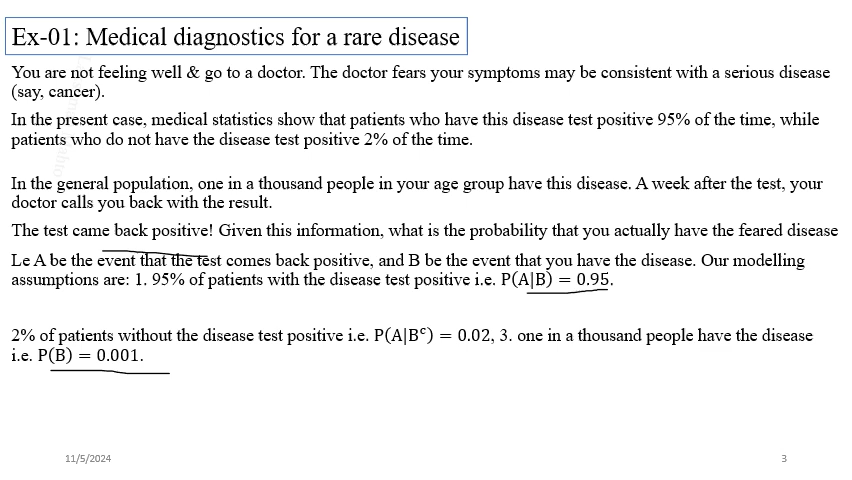 Ex-01: Medical diagnostics for a rare disease
You are not feeling well & go to a doctor. The doctor fears your symptoms may be consistent with a serious disease
(say, cancer).
In the present case, medical statistics show that patients who have this disease test positive 95% of the time, while
patients who do not have the disease test positive 2% of the time.
In the general population, one in a thousand people in your age group have this disease. A week after the test, your
doctor calls you back with the result.
The test came back positive! Given this information, what is the probability that you actually have the feared disease
Le A be the event that the test comes back positive, and B be the event that you have the disease. Our modelling
assumptions are: 1. 95% of patients with the disease test positive i.e. P(A|B) = 0.95.
2% of patients without the disease test positive i.e. P(A|Bᶜ) = 0.02, 3. one in a thousand people have the disease
i.e. P(B) = 0.001.
11/5/2024
3